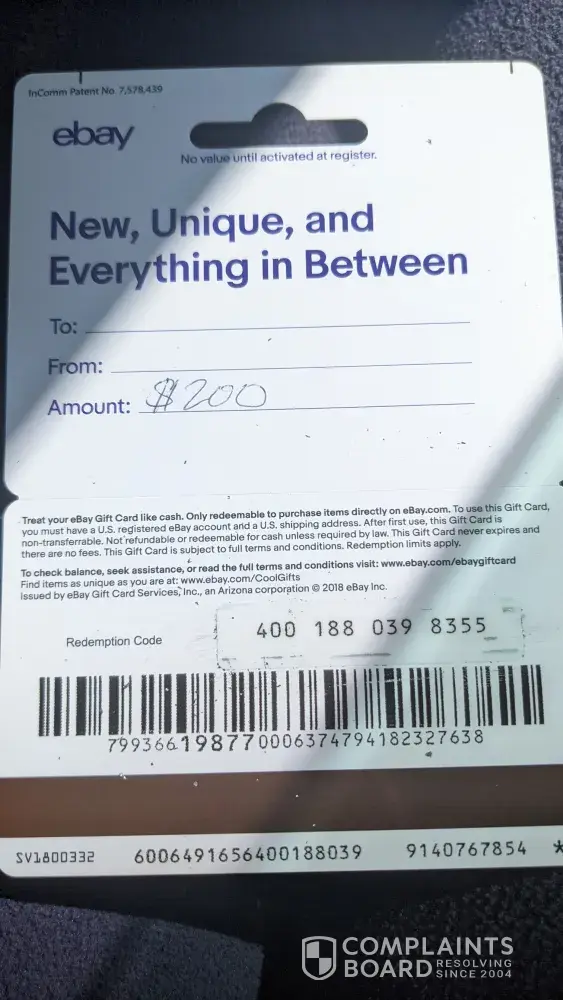 InComm Patent No. 7,578,439
ebay
No value until activated at register.
New, Unique, and
Everything in Between
To:
From:
Amount: $200
Treat your eBay Gift Card like cash. Only redeemable to purchase items directly on eBay.com. To use this Gift Card,
you must have a U.S. registered eBay account and a U.S. shipping address. After first use, this Gift Card is
non-transferrable. Not refundable or redeemable for cash unless required by law. This Gift Card never expires and
there are no fees. This Gift Card is subject to full terms and conditions. Redemption limits apply.
To check balance, seek assistance, or read the full terms and conditions visit: www.ebay.com/ebaygiftcard
Find items as unique as you are at: www.ebay.com/CoolGifts
Issued by eBay Gift Card Services, Inc., an Arizona corporation © 2018 eBay Inc.
Redemption Code 400 188 039 8355
799366198770006374794182327638
SV1800332 6006491656400188039 9140767854 *
COMPLAINTS
BOARD RESOLVING
SINCE 2004